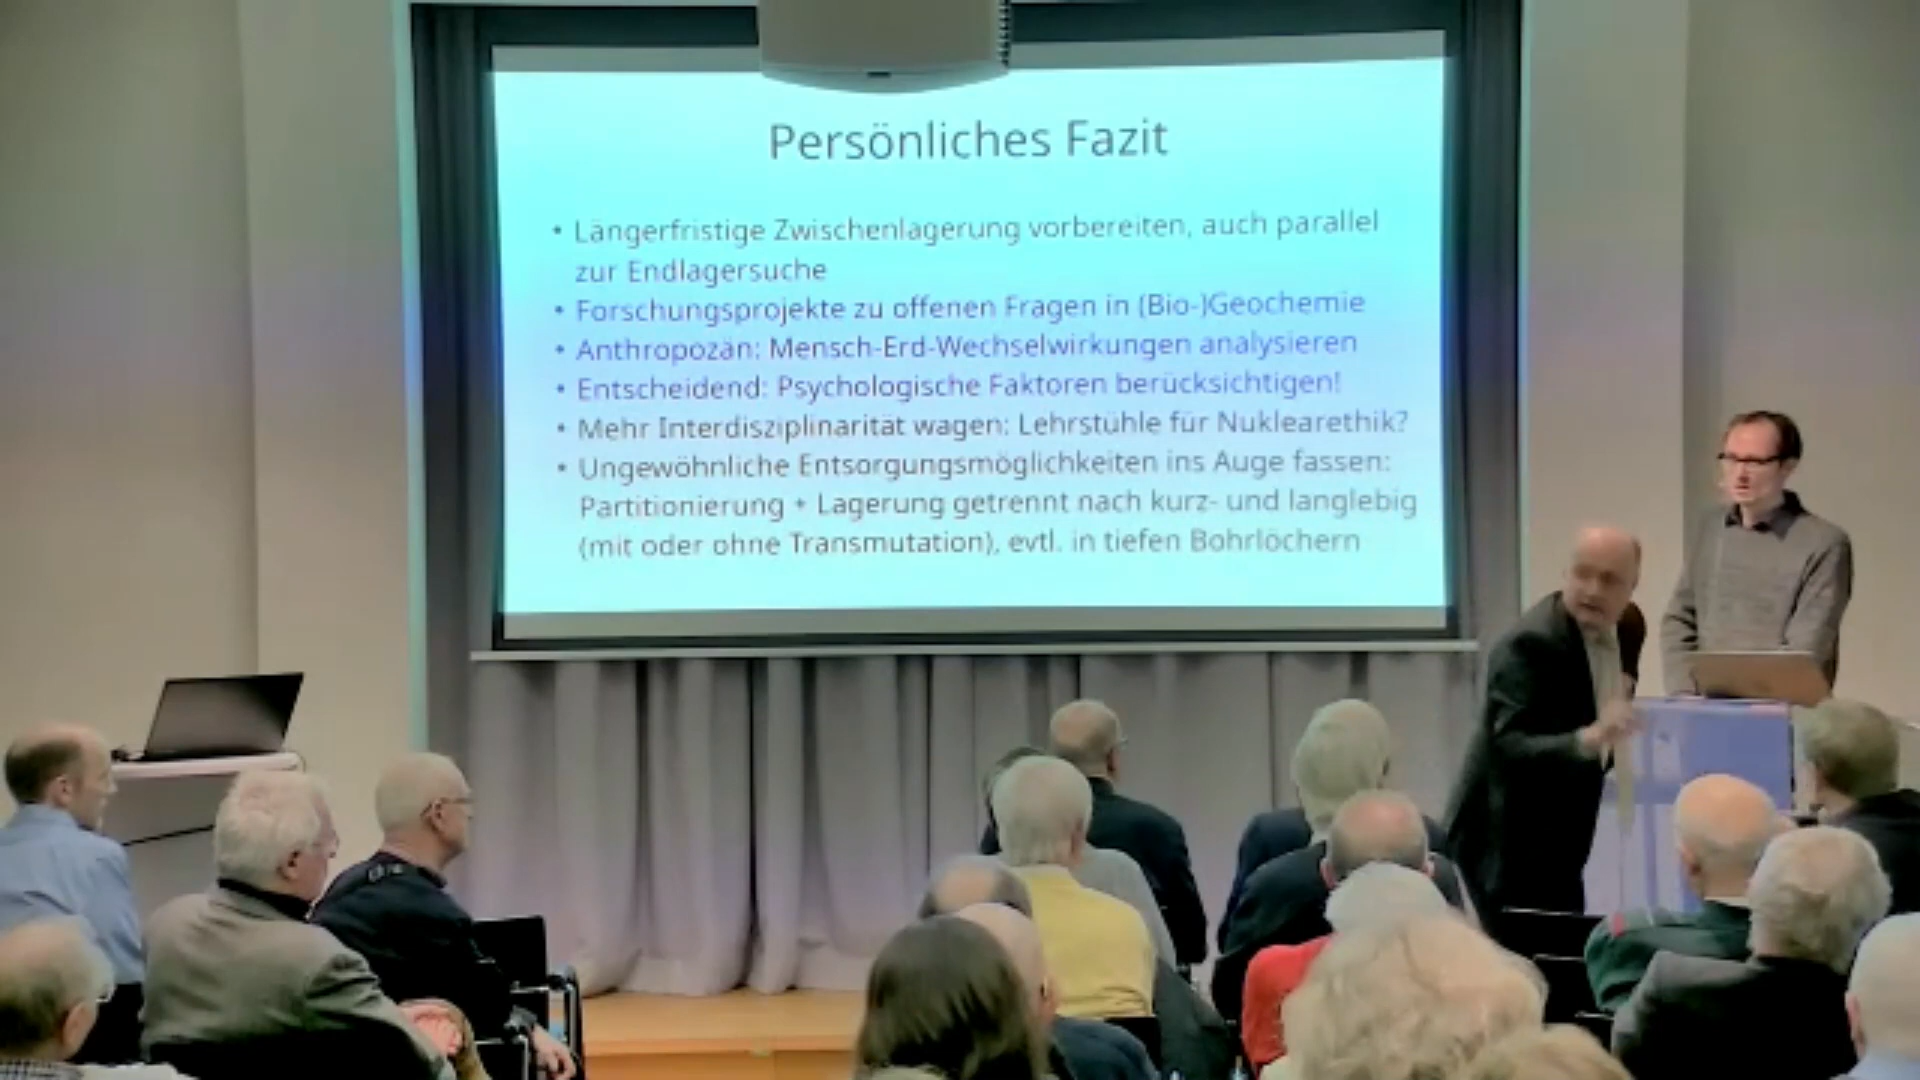 Persönliches Fazit
• Längerfristige Zwischenlagerung vorbereiten, auch parallel
zur Endlagersuche
• Forschungsprojekte zu offenen Fragen in (Bio-)Geochemie
• Anthropozän: Mensch-Erd-Wechselwirkungen analysieren
• Entscheidend: Psychologische Faktoren berücksichtigen!
• Mehr Interdisziplinarität wagen: Lehrstühle für Nuklearethik?
• Ungewöhnliche Entsorgungsmöglichkeiten ins Auge fassen:
Partitionierung + Lagerung getrennt nach kurz- und langlebig
(mit oder ohne Transmutation), evtl. in tiefen Bohrlöchern